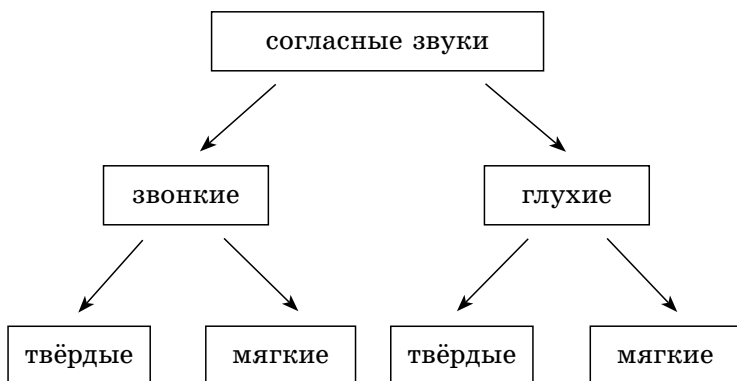 согласные звуки
звонкие глухие
твёрдые мягкие твёрдые мягкие